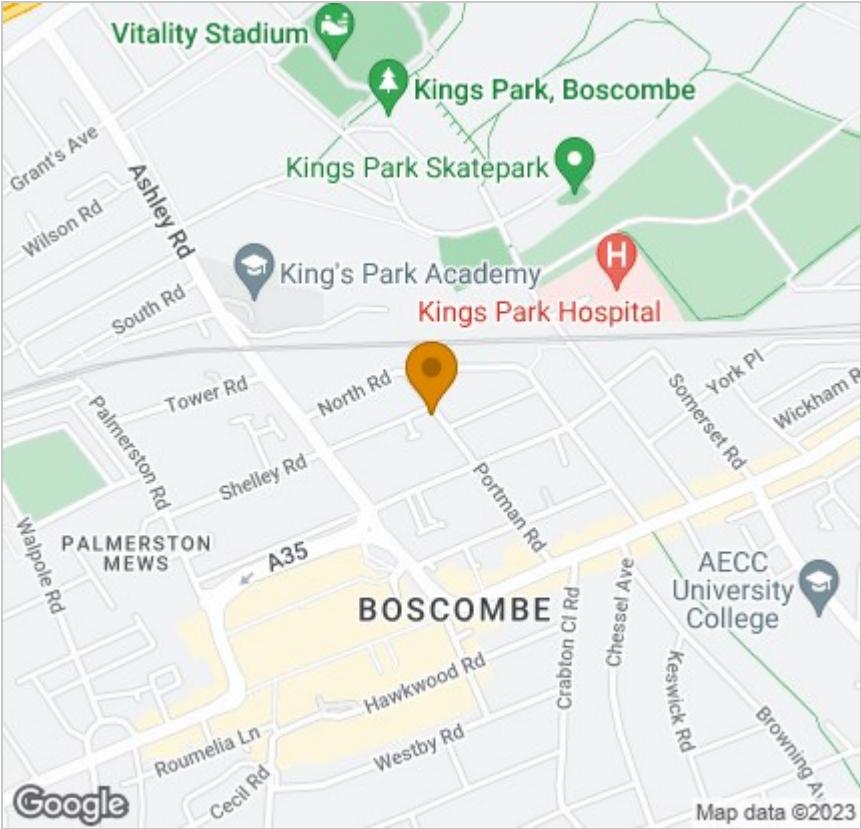 Vitality Stadium
Kings Park, Boscombe
Grant's Ave
Ashley Rd
Kings Park Skatepark
Wilson Rd
King's Park Academy
H
Kings Park Hospital
South Rd
Tower Rd
North Rd
York Pl
Somerset Rd
Wickham R
Palmerston Rd
Shelley Rd
Portman Rd
Walpole Rd
PALMERSTON
MEWS
A35
AECC
University
College
BOSCOMBE
Crabton Cl Rd
Chessel Ave
Keswick Rd
Hawkwood Rd
Browning Av
Roumelia Ln
Westby Rd
Cecil Rd
Google
Map data ©2023